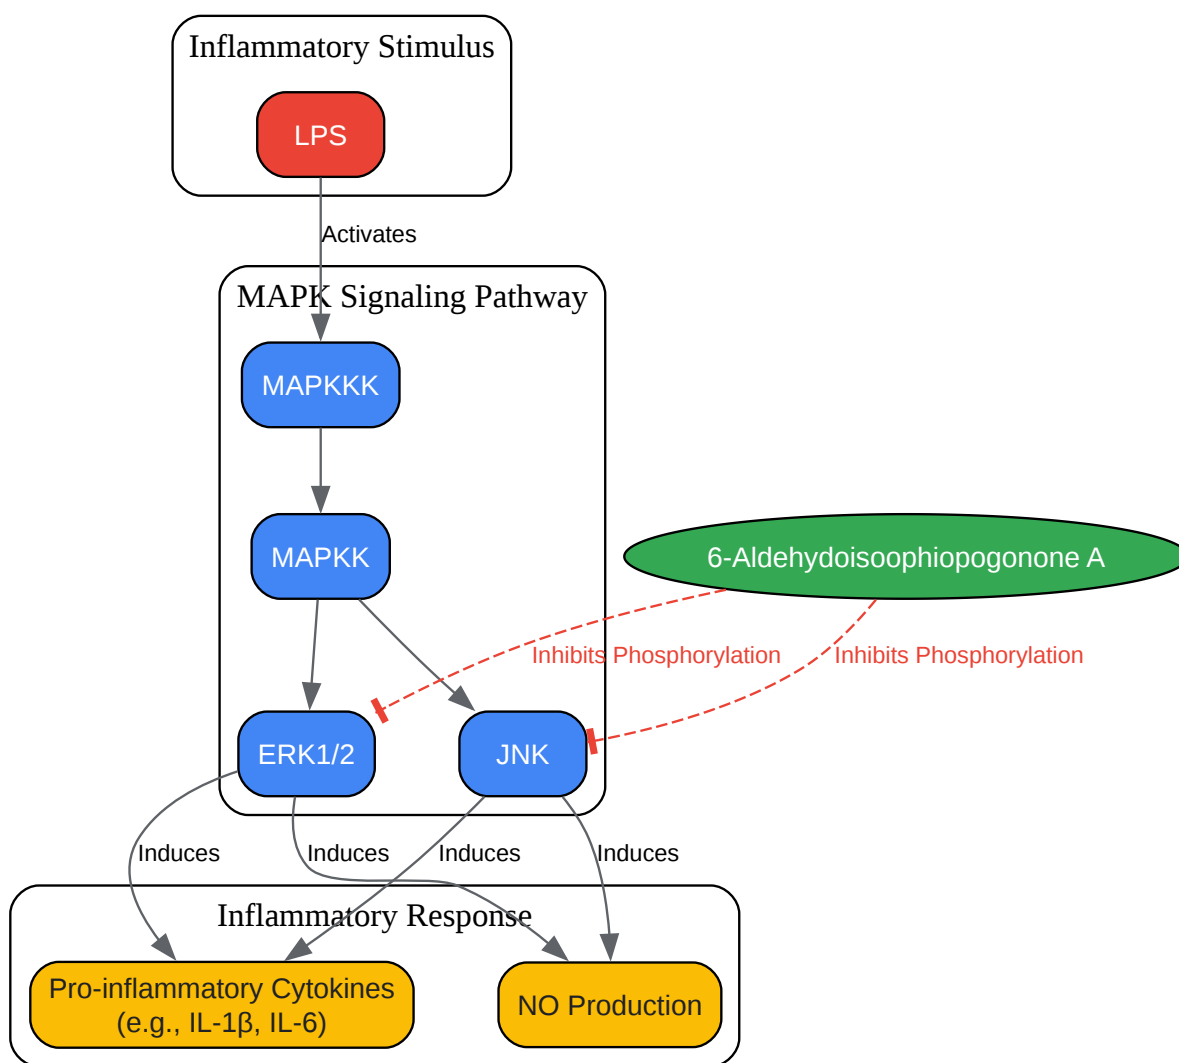 Inflammatory Stimulus
LPS
Activates
MAPK Signaling Pathway
MAPKKK
MAPKK
6-Aldehydoisoophiopogonone A
Inhibits Phosphorylation
Inhibits Phosphorylation
ERK1/2
JNK
Induces
Induces
Induces
Induces
Inflammatory Response
Pro-inflammatory Cytokines
(e.g., IL-1β, IL-6)
NO Production